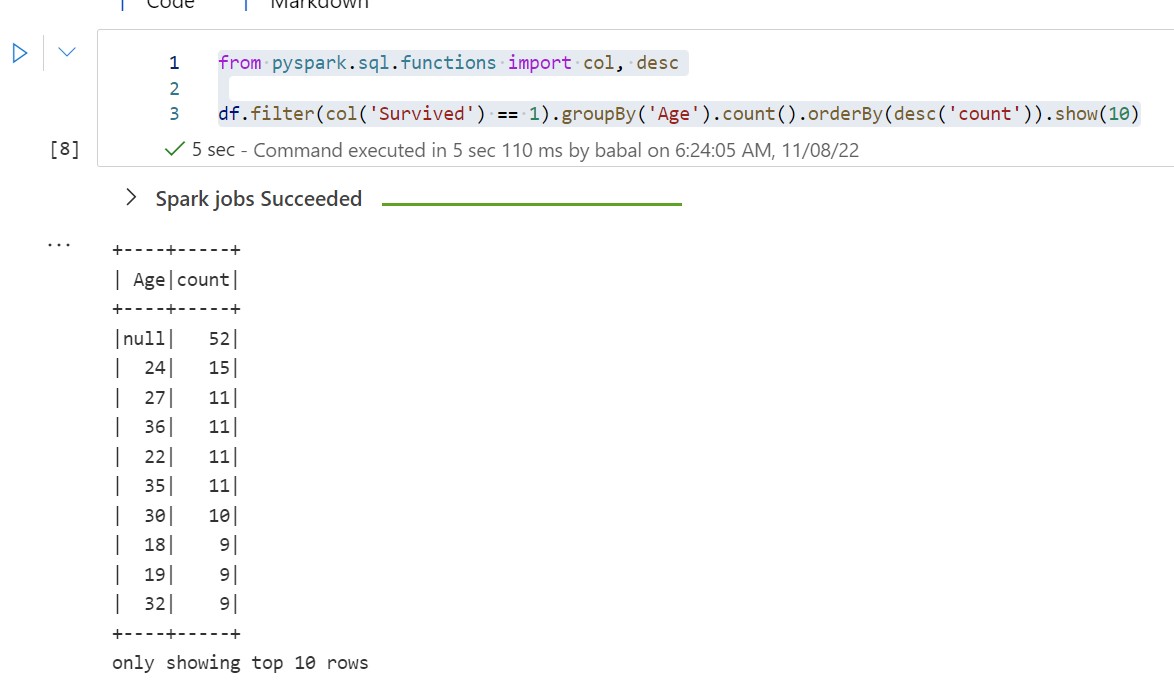 Code Markdown
1 from pyspark.sql.functions import col, desc
2
3 df.filter(col('Survived') == 1).groupBy('Age').count().orderBy(desc('count')).show(10)
[8] 5 sec - Command executed in 5 sec 110 ms by babal on 6:24:05 AM, 11/08/22
Spark jobs Succeeded
...
+----+-----+
| Age|count|
+----+-----+
|null|   52|
|  24|   15|
|  27|   11|
|  36|   11|
|  22|   11|
|  35|   11|
|  30|   10|
|  18|    9|
|  19|    9|
|  32|    9|
+----+-----+
only showing top 10 rows